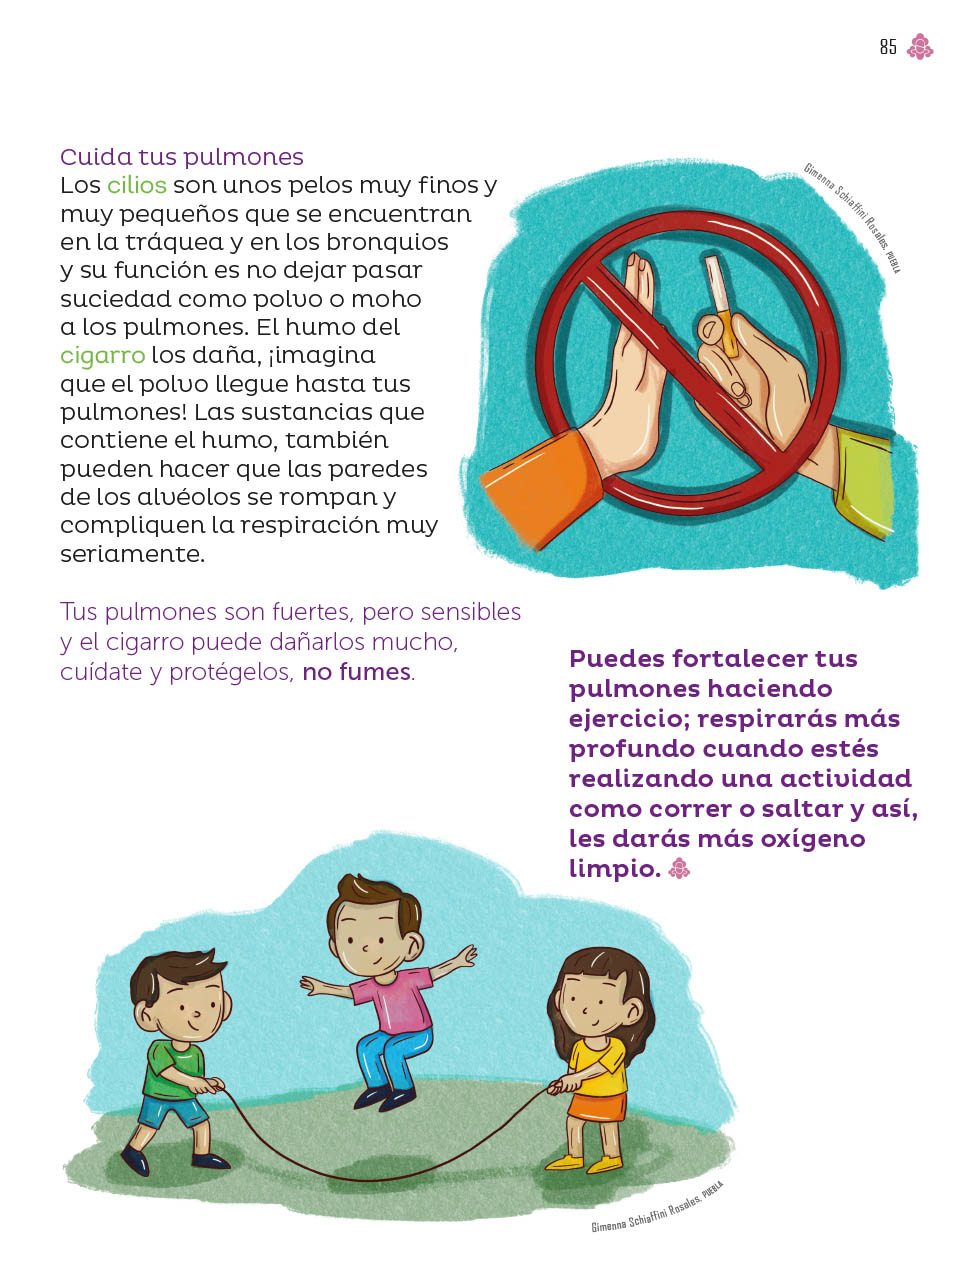 85
Cuida tus pulmones
Los cilios son unos pelos muy finos y
muy pequeños que se encuentran
en la tráquea y en los bronquios
y su función es no dejar pasar
suciedad como polvo o moho
a los pulmones. El humo del
cigarro los daña, ¡imagina
que el polvo llegue hasta tus
pulmones! Las sustancias que
contiene el humo, también
pueden hacer que las paredes
de los alvéolos se rompan y
compliquen la respiración muy
seriamente.
Gimenna Schiaffini Rosales, PUEBLA
Tus pulmones son fuertes, pero sensibles
y el cigarro puede dañarlos mucho,
cuídate y protégelos, no fumes.
Puedes fortalecer tus
pulmones haciendo
ejercicio; respirarás más
profundo cuando estés
realizando una actividad
como correr o saltar y así,
les darás más oxígeno
limpio.
Gimenna Schiaffini Rosales, PUEBLA